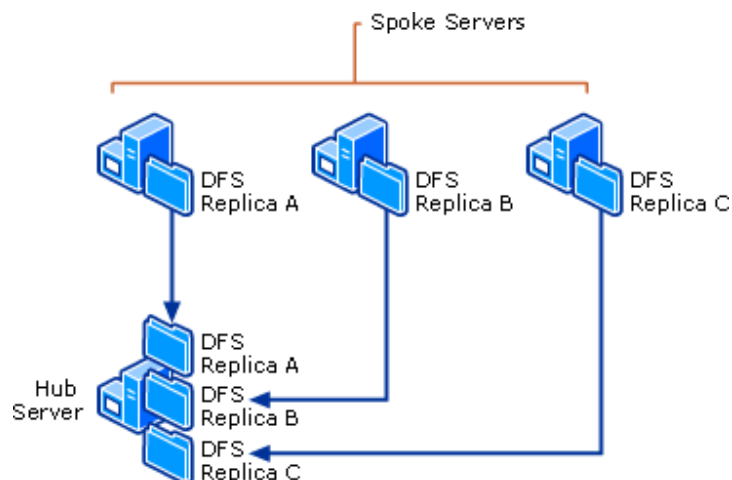 Spoke Servers
DFS
Replica A
DFS
Replica B
DFS
Replica C
DFS
Replica A
Hub
Server
DFS
Replica B
DFS
Replica C